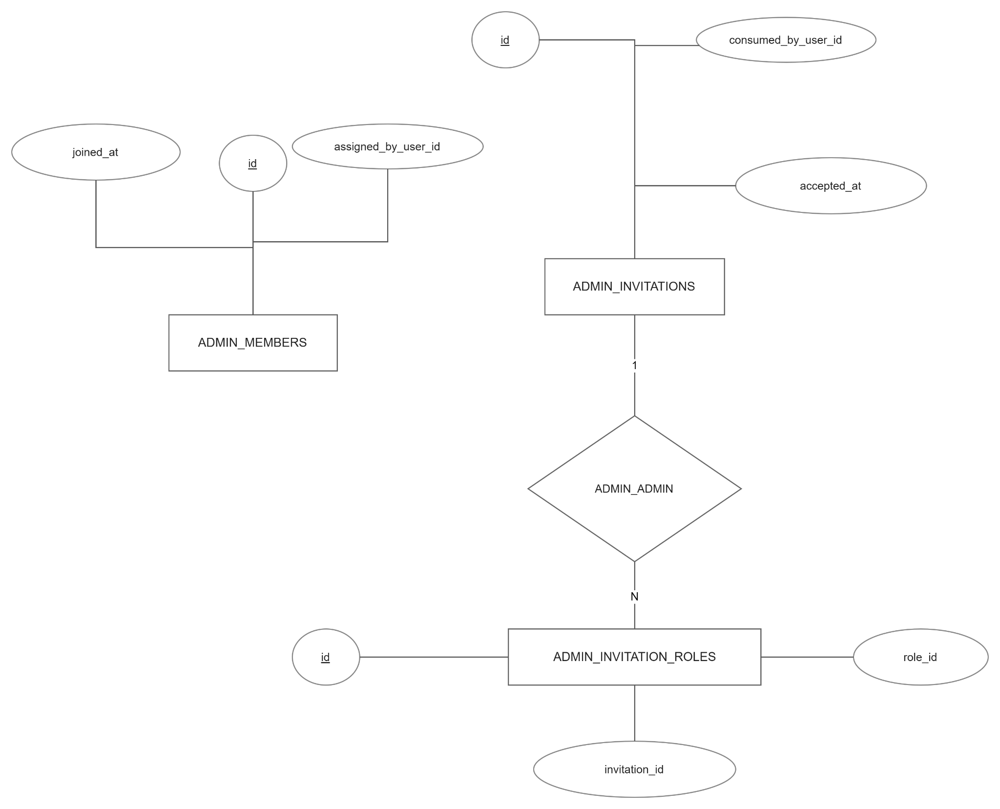 id
consumed_by_user_id
joined_at
id
assigned_by_user_id
accepted_at
ADMIN_INVITATIONS
ADMIN_MEMBERS
1
ADMIN_ADMIN
N
id
ADMIN_INVITATION_ROLES
role_id
invitation_id